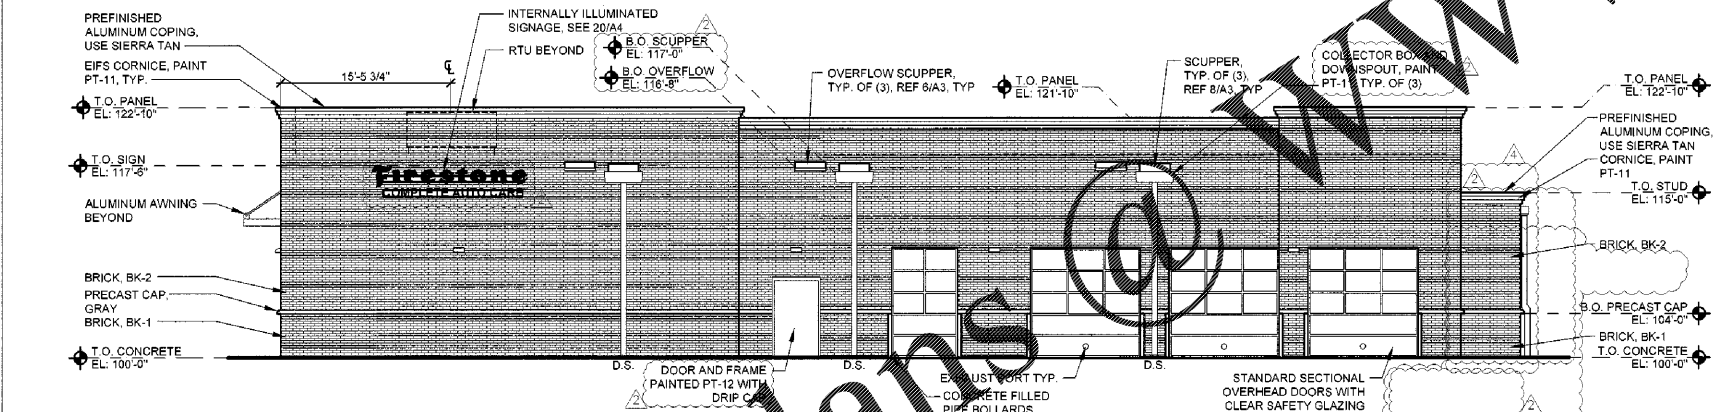 PREFINISHED
ALUMINUM COPING,
USE SIERRA TAN
EIFS CORNICE, PAINT
PT-11, TYP.
T.O. PANEL
EL: 122'-10"
T.O. SIGN
EL: 117'-6"
ALUMINUM AWNING
BEYOND
BRICK, BK-2
PRECAST CAP,
GRAY
BRICK, BK-1
T.O. CONCRETE
EL: 100'-0"
15'-5 3/4"
INTERNALLY ILLUMINATED
SIGNAGE, SEE 20/A4
RTU BEYOND
2
B.O. SCUPPER
EL: 117'-0"
B.O. OVERFLOW
EL: 116'-8"
OVERFLOW SCUPPER,
TYP. OF (3), REF 6/A3, TYP
T.O. PANEL
EL: 121'-10"
SCUPPER,
TYP. OF (3),
REF 8/A3, TYP
COLLECTOR BOX AND
DOWNSPOUT, PAINT
TYP. OF (3)
Firestone
COMPLETE AUTO CARE
T.O. PANEL
EL: 122'-10"
PREFINISHED
ALUMINUM COPING,
USE SIERRA TAN
CORNICE, PAINT
PT-11
4
2
T.O. STUD
EL: 115'-0"
BRICK, BK-2
B.O. PRECAST CAP
EL: 104'-0"
BRICK, BK-1
T.O. CONCRETE
EL: 100'-0"
D.S.
D.S.
D.S.
DOOR AND FRAME
PAINTED PT-12 WITH
DRIP CAP
2
EXHAUST PORT TYP.
CONCRETE FILLED
PIPE BOLLARDS
STANDARD SECTIONAL
OVERHEAD DOORS WITH
CLEAR SAFETY GLAZING
2
ans @ ww